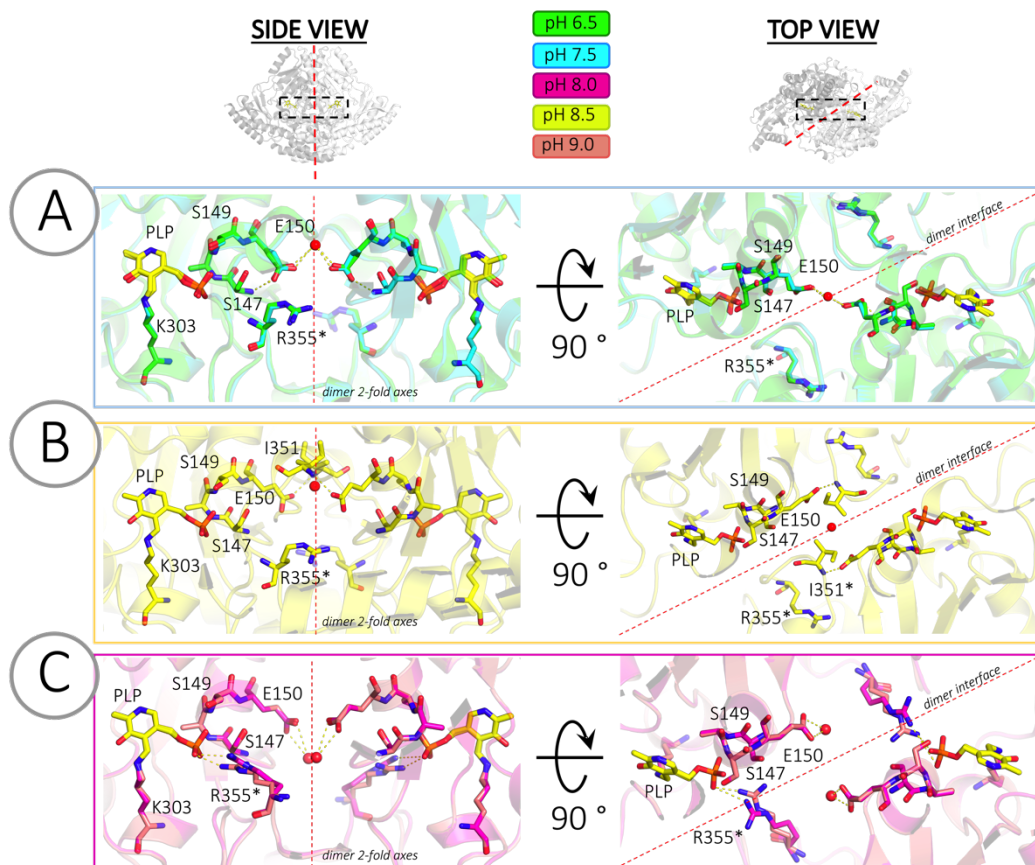 SIDE VIEW
TOP VIEW
pH 6.5
pH 7.5
pH 8.0
pH 8.5
pH 9.0
A
S149
E150
PLP
S147
K303
R355*
dimer 2-fold axes
90 °
dimer interface
S149
E150
S147
PLP
R355*
B
I351
PLP
S149
E150
S147
K303
R355*
dimer 2-fold axes
90 °
dimer interface
S149
E150
S147
PLP
I351*
R355*
C
PLP
S149
E150
S147
R355*
K303
dimer 2-fold axes
90 °
dimer interface
S149
E150
S147
PLP
R355*